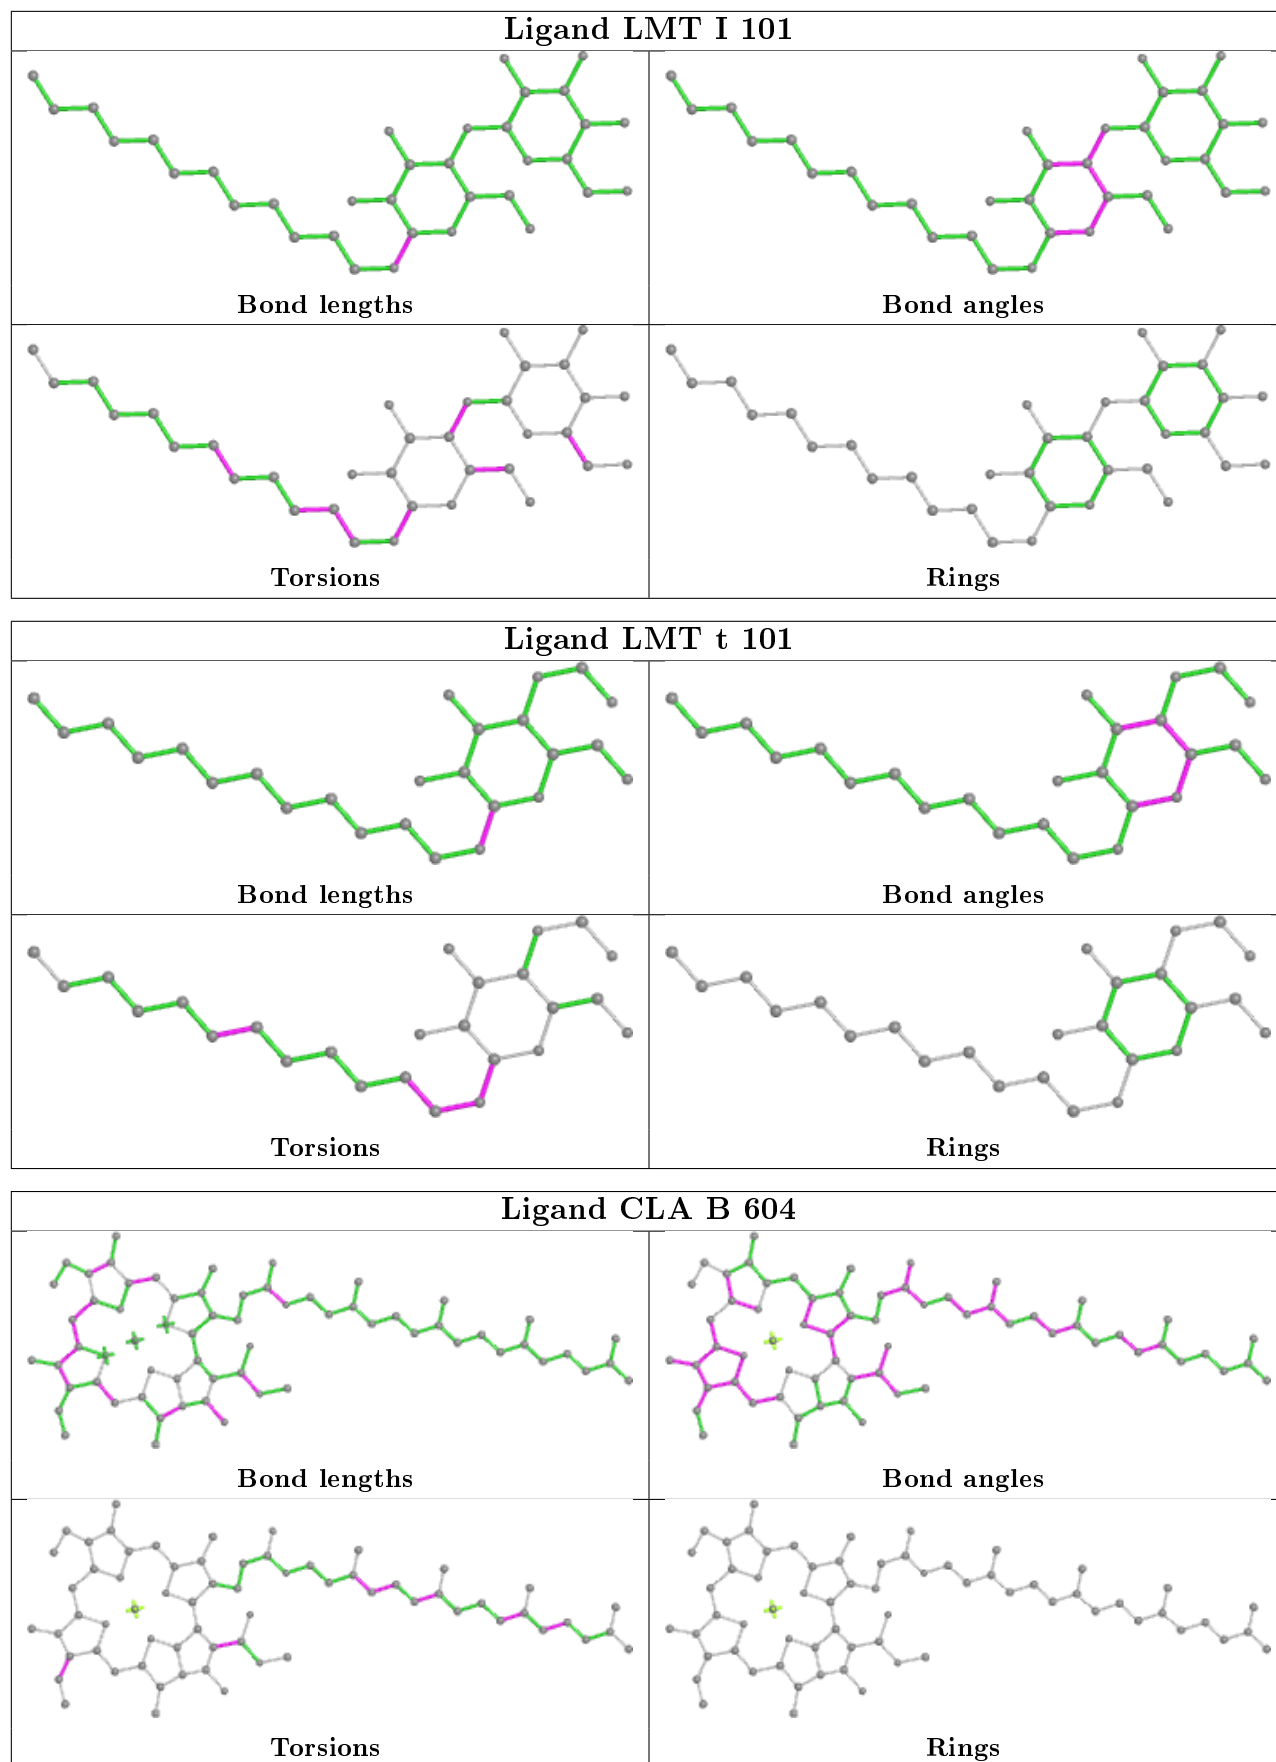 Ligand LMT I 101
Bond lengths
Bond angles
Torsions
Rings
Ligand LMT t 101
Bond lengths
Bond angles
Torsions
Rings
Ligand CLA B 604
Bond lengths
Bond angles
Torsions
Rings